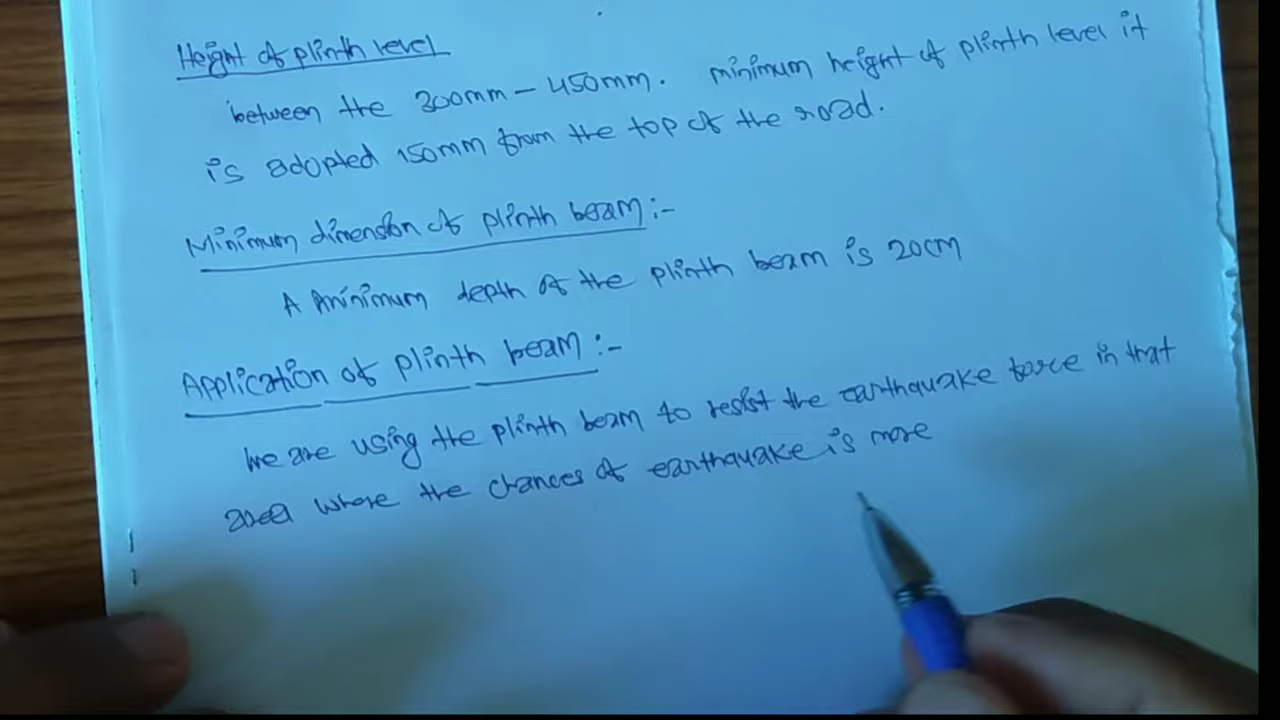 Height of plinth level
between the 300mm - 450mm. minimum height of plinth level it
is adopted 150mm from the top of the road.
Minimum dimension of plinth beam :-
A minimum depth of the plinth beam is 20cm
Application of plinth beam :-
We are using the plinth beam to resist the earthquake force in that
area where the chances of earthquake is more